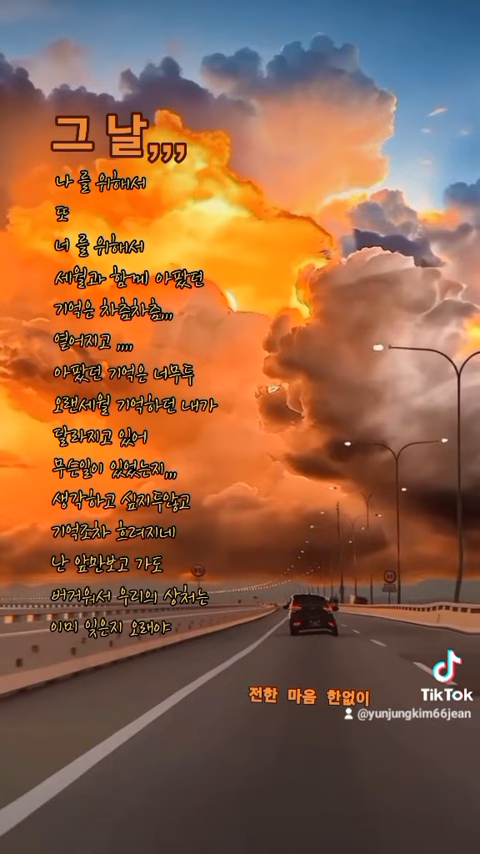 그 날,,,
나 를 위해서
또
너 를 위해서
세월과 함께 아팠던
기억은 차츰차츰,,,
옅어지고 ,,,,
아팠던 기억은 너무두
오랜세월 기억하던 내가
달라지고 있어
무슨일이 있었는지,,,
생각하고 싶지두않고
기억조차 흐려지네
난 앞만보고 가도
버거워서 우리의 상처는
이미 잊은지 오래야
전한 마음 한없이
TikTok
@yunjungkim66jean